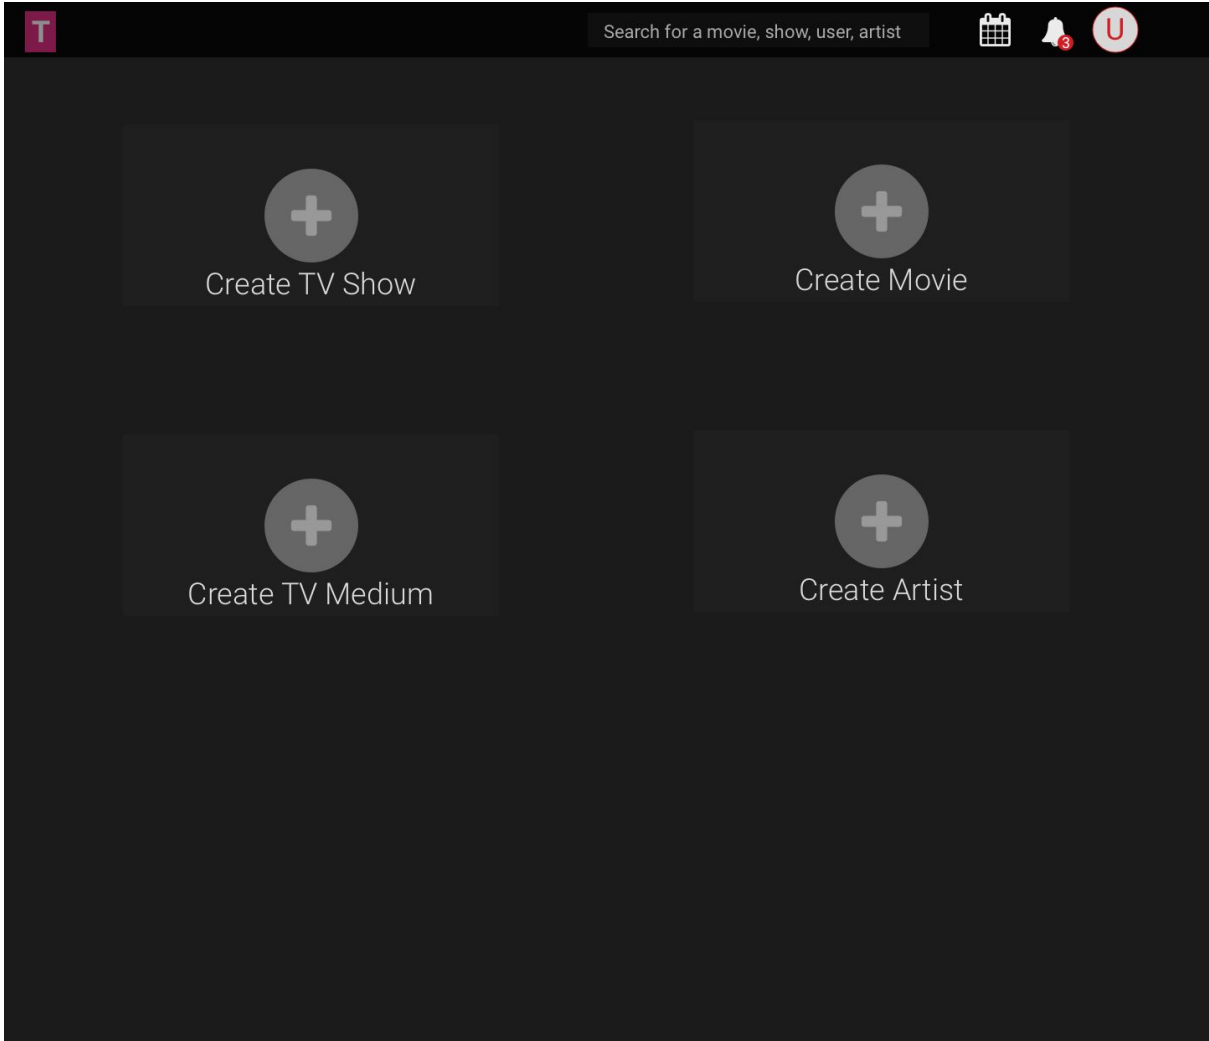 T
Search for a movie, show, user, artist
3
U
Create TV Show
Create Movie
Create TV Medium
Create Artist